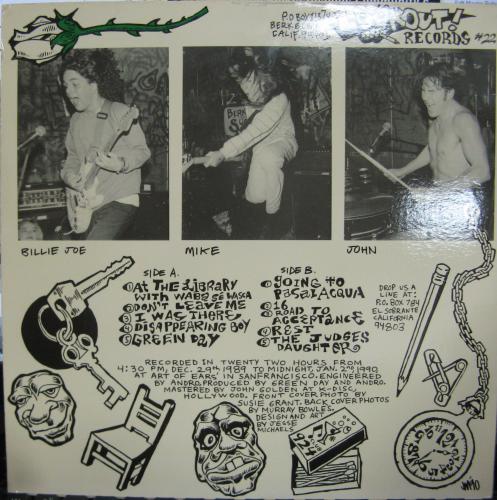 P.O BOX
BERKE
CALIF.
OUT!
RECORDS #22
BILLIE JOE
MIKE
JOHN
SIDE A.
① AT THE LIBRARY
WITH WABA SÉ WASCA
② DON'T LEAVE ME
③ I WAS THERE
④ DISAPPEARING BOY
⑤ GREEN DAY
SIDE B.
① GOING TO
PASALACQUA
② 16
③ ROAD TO
ACCEPTANCE
④ REST
⑤ THE JUDGES
DAUGHTER
DROP US A
LINE AT:
P.O. BOX 784
EL SOBRANTE
CALIFORNIA
94803
RECORDED IN TWENTY TWO HOURS FROM
4:30 PM, DEC. 29th 1989 TO MIDNIGHT, JAN. 2ND, 1990
AT ART OF EARS IN SAN FRANCISCO. ENGINEERED
BY ANDRO. PRODUCED BY GREEN DAY AND ANDRO.
MASTERED BY JOHN GOLDEN AT K-DISC,
HOLLYWOOD. FRONT COVER PHOTO BY
SUSIE GRANT. BACK COVER PHOTOS
BY MURRAY BOWLES.
DESIGN AND ART
BY JESSE
MICHAELS